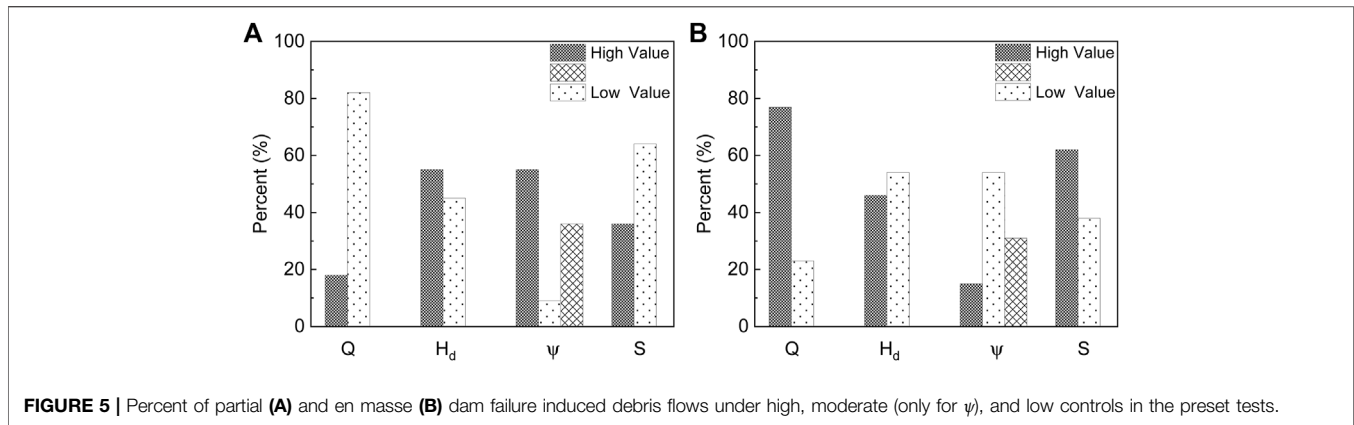 A
100
80
60
40
20
0
Percent (%)
High Value
Low Value
Q
H_d
ψ
S
B
100
80
60
40
20
0
Percent (%)
High Value
Low Value
Q
H_d
ψ
S
FIGURE 5 | Percent of partial (A) and en masse (B) dam failure induced debris flows under high, moderate (only for ψ), and low controls in the preset tests.